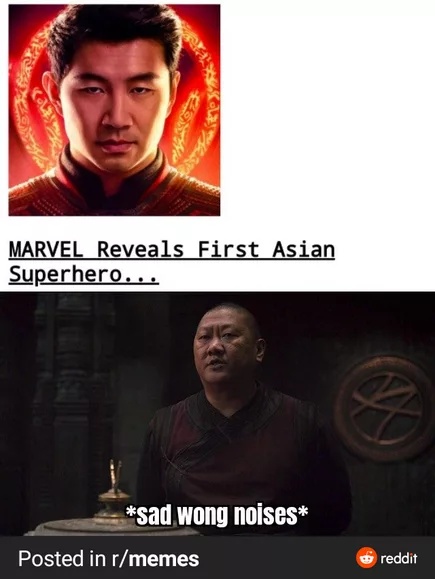 MARVEL Reveals First Asian
Superhero...
*sad wong noises*
Posted in r/memes
reddit